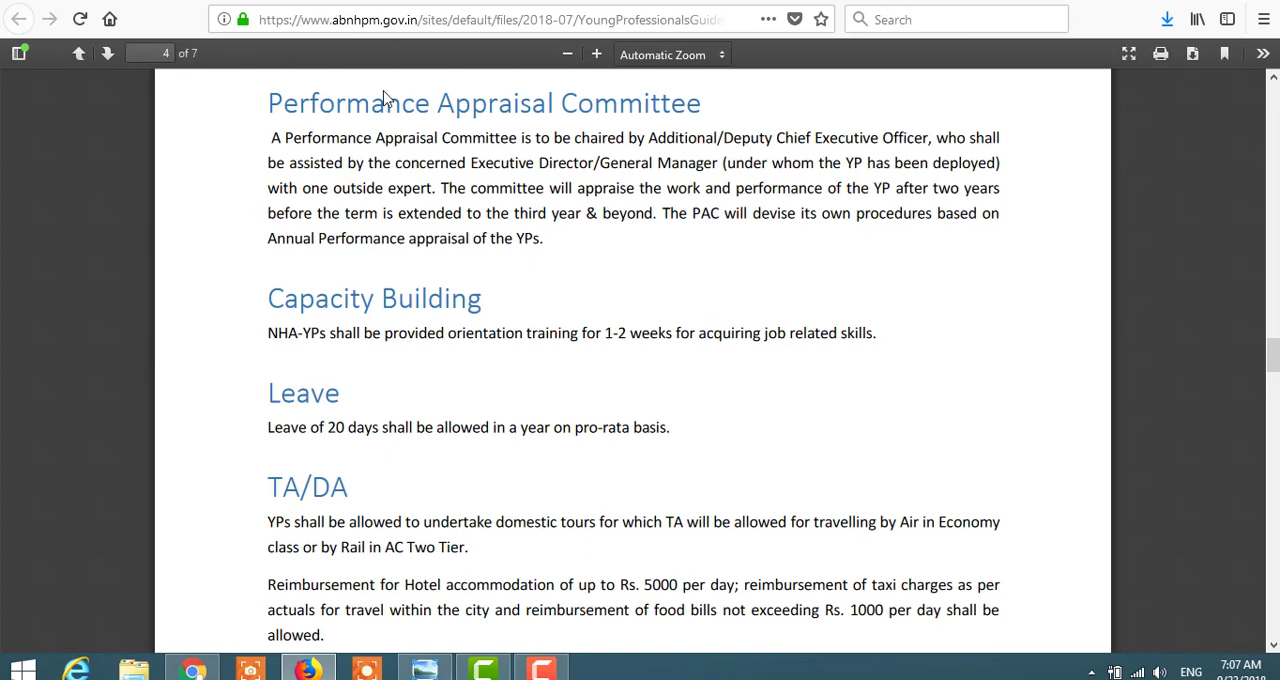 https://www.abnhpm.gov.in/sites/default/files/2018-07/YoungProfessionalsGuide
Search
4 of 7
Automatic Zoom
Performance Appraisal Committee
A Performance Appraisal Committee is to be chaired by Additional/Deputy Chief Executive Officer, who shall
be assisted by the concerned Executive Director/General Manager (under whom the YP has been deployed)
with one outside expert. The committee will appraise the work and performance of the YP after two years
before the term is extended to the third year & beyond. The PAC will devise its own procedures based on
Annual Performance appraisal of the YPs.
Capacity Building
NHA-YPs shall be provided orientation training for 1-2 weeks for acquiring job related skills.
Leave
Leave of 20 days shall be allowed in a year on pro-rata basis.
TA/DA
YPs shall be allowed to undertake domestic tours for which TA will be allowed for travelling by Air in Economy
class or by Rail in AC Two Tier.
Reimbursement for Hotel accommodation of up to Rs. 5000 per day; reimbursement of taxi charges as per
actuals for travel within the city and reimbursement of food bills not exceeding Rs. 1000 per day shall be
allowed.
ENG
7:07 AM